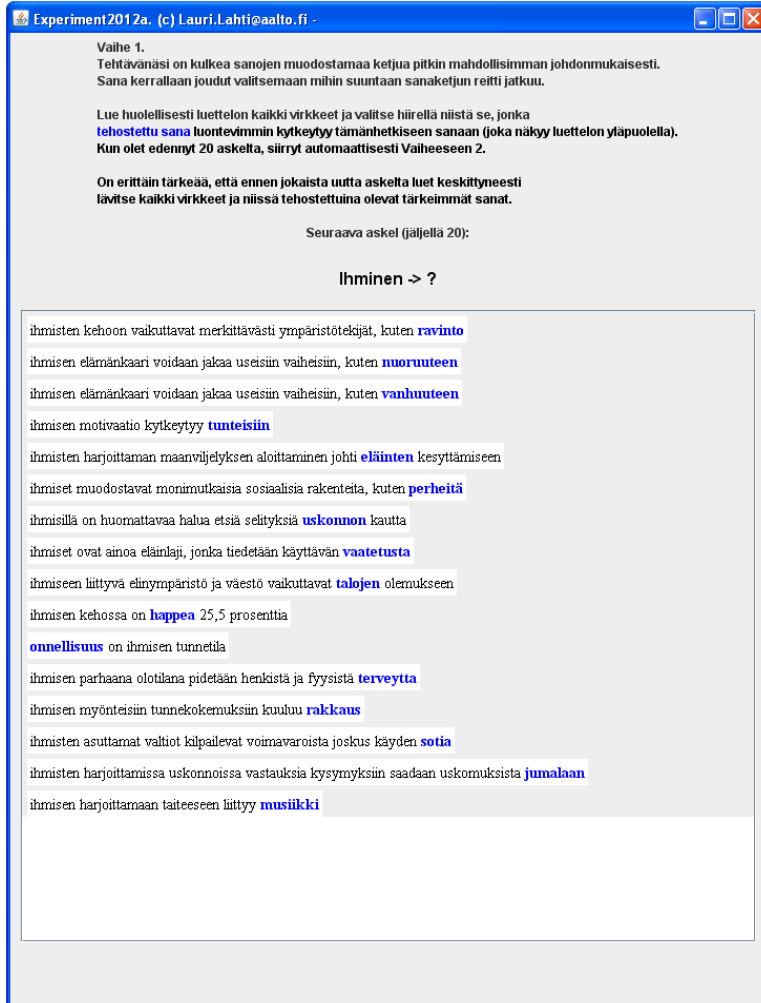 Experiment2012a. (c) Lauri.Lahti@aalto.fi -
Vaihe 1.
Tehtävänäsi on kulkea sanojen muodostamaa ketjua pitkin mahdollisimman johdonmukaisesti.
Sana kerrallaan joudut valitsemaan mihin suuntaan sanaketjun reitti jatkuu.
Lue huolellisesti luettelon kaikki virkkeet ja valitse hiirellä niistä se, jonka
tehostettu sana luontevimmin kytkeytyy tämänhetkiseen sanaan (joka näkyy luettelon yläpuolella).
Kun olet edennyt 20 askelta, siirryt automaattisesti Vaiheeseen 2.
On erittäin tärkeää, että ennen jokaista uutta askelta luet keskittyneesti
lävitse kaikki virkkeet ja niissä tehostettuina olevat tärkeimmät sanat.
Seuraava askel (jäljellä 20):
Ihminen -> ?
ihmisten kehoon vaikuttavat merkittävästi ympäristötekijät, kuten ravinto
ihmisen elämänkaari voidaan jakaa useisiin vaiheisiin, kuten nuoruuteen
ihmisen elämänkaari voidaan jakaa useisiin vaiheisiin, kuten vanhuuteen
ihmisen motivaatio kytkeytyy tunteisiin
ihmisten harjoittaman maanviljelyksen aloittaminen johti eläinten kesyttämiseen
ihmiset muodostavat monimutkaisia sosiaalisia rakenteita, kuten perheitä
ihmisillä on huomattavaa halua etsiä selityksiä uskonnon kautta
ihmiset ovat ainoa eläinlaji, jonka tiedetään käyttävän vaatetusta
ihmiseen liittyvä elinympäristö ja väestö vaikuttavat talojen olemukseen
ihmisen kehossa on happea 25,5 prosenttia
onnellisuus on ihmisen tunnetila
ihmisen parhaana olotilana pidetään henkistä ja fyysistä terveytta
ihmisen myönteisiin tunnekokemuksiin kuuluu rakkaus
ihmisten asuttamat valtiot kilpailevat voimavaroista joskus käyden sotia
ihmisten harjoittamissa uskonnoissa vastauksia kysymyksiin saadaan uskomuksista jumalaan
ihmisen harjoittamaan taiteeseen liittyy musiikki